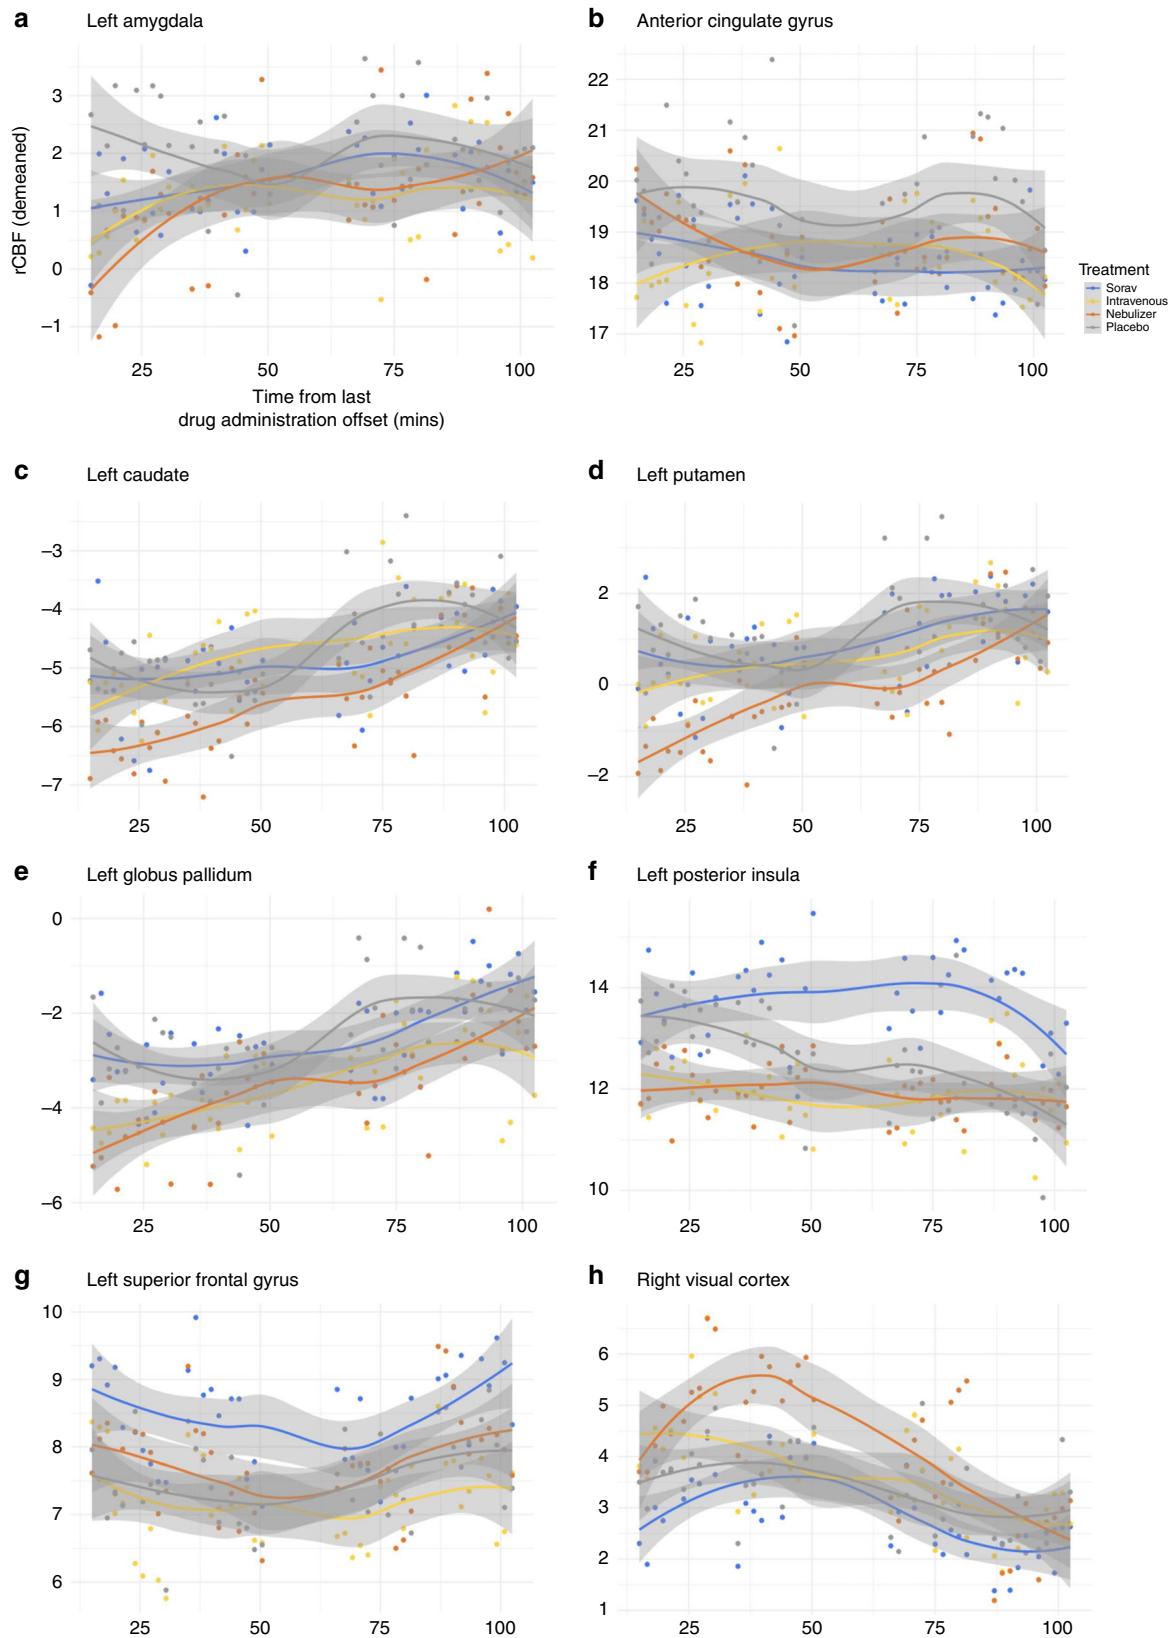 a Left amygdala
rCBF (demeaned)
3
2
1
0
–1
25 50 75 100
Time from last
drug administration offset (mins)
b Anterior cingulate gyrus
22
21
20
19
18
17
25 50 75 100
Treatment
Sorav
Intravenous
Nebulizer
Placebo
c Left caudate
–3
–4
–5
–6
–7
25 50 75 100
d Left putamen
2
0
–2
25 50 75 100
e Left globus pallidum
0
–2
–4
–6
25 50 75 100
f Left posterior insula
14
12
10
25 50 75 100
g Left superior frontal gyrus
10
9
8
7
6
25 50 75 100
h Right visual cortex
6
5
4
3
2
1
25 50 75 100